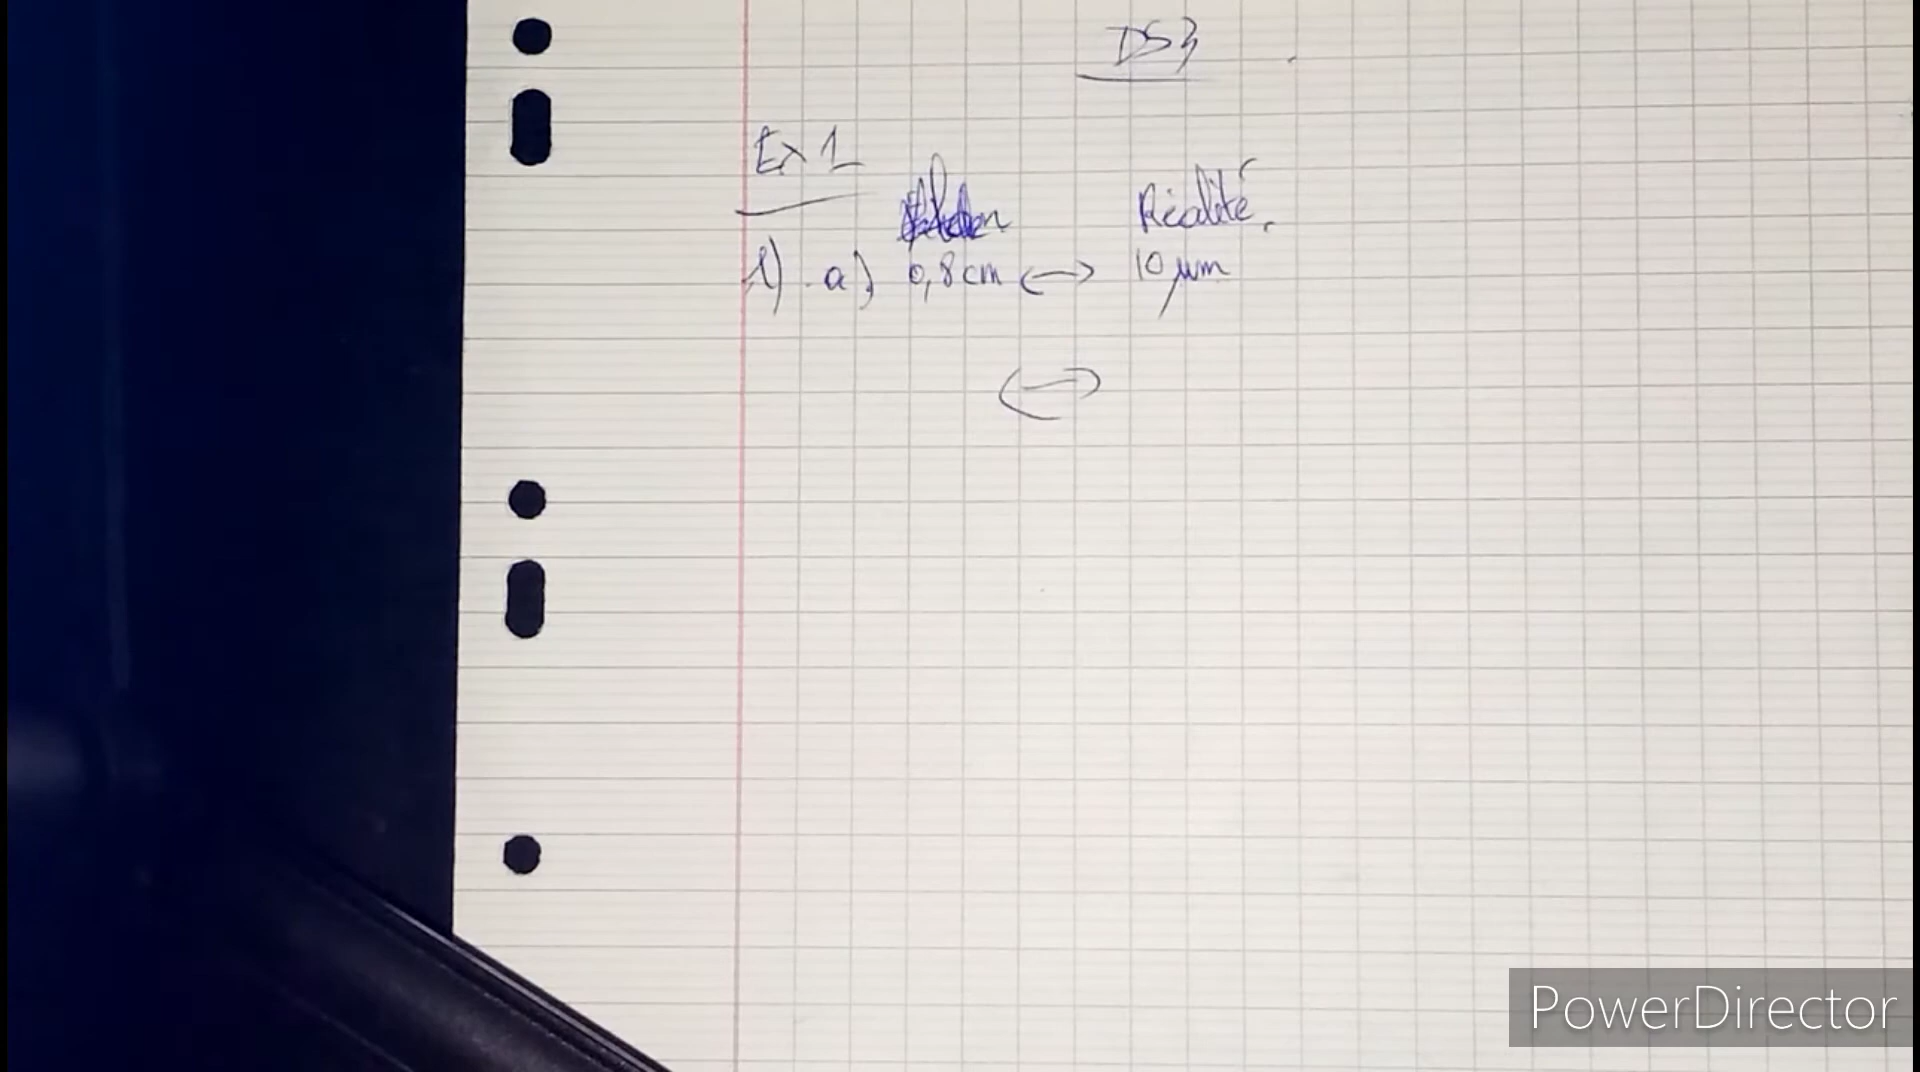 DS3
Ex 1
Réalité.
1) a) 0,8 cm ↔ 10 µm
↔
PowerDirector